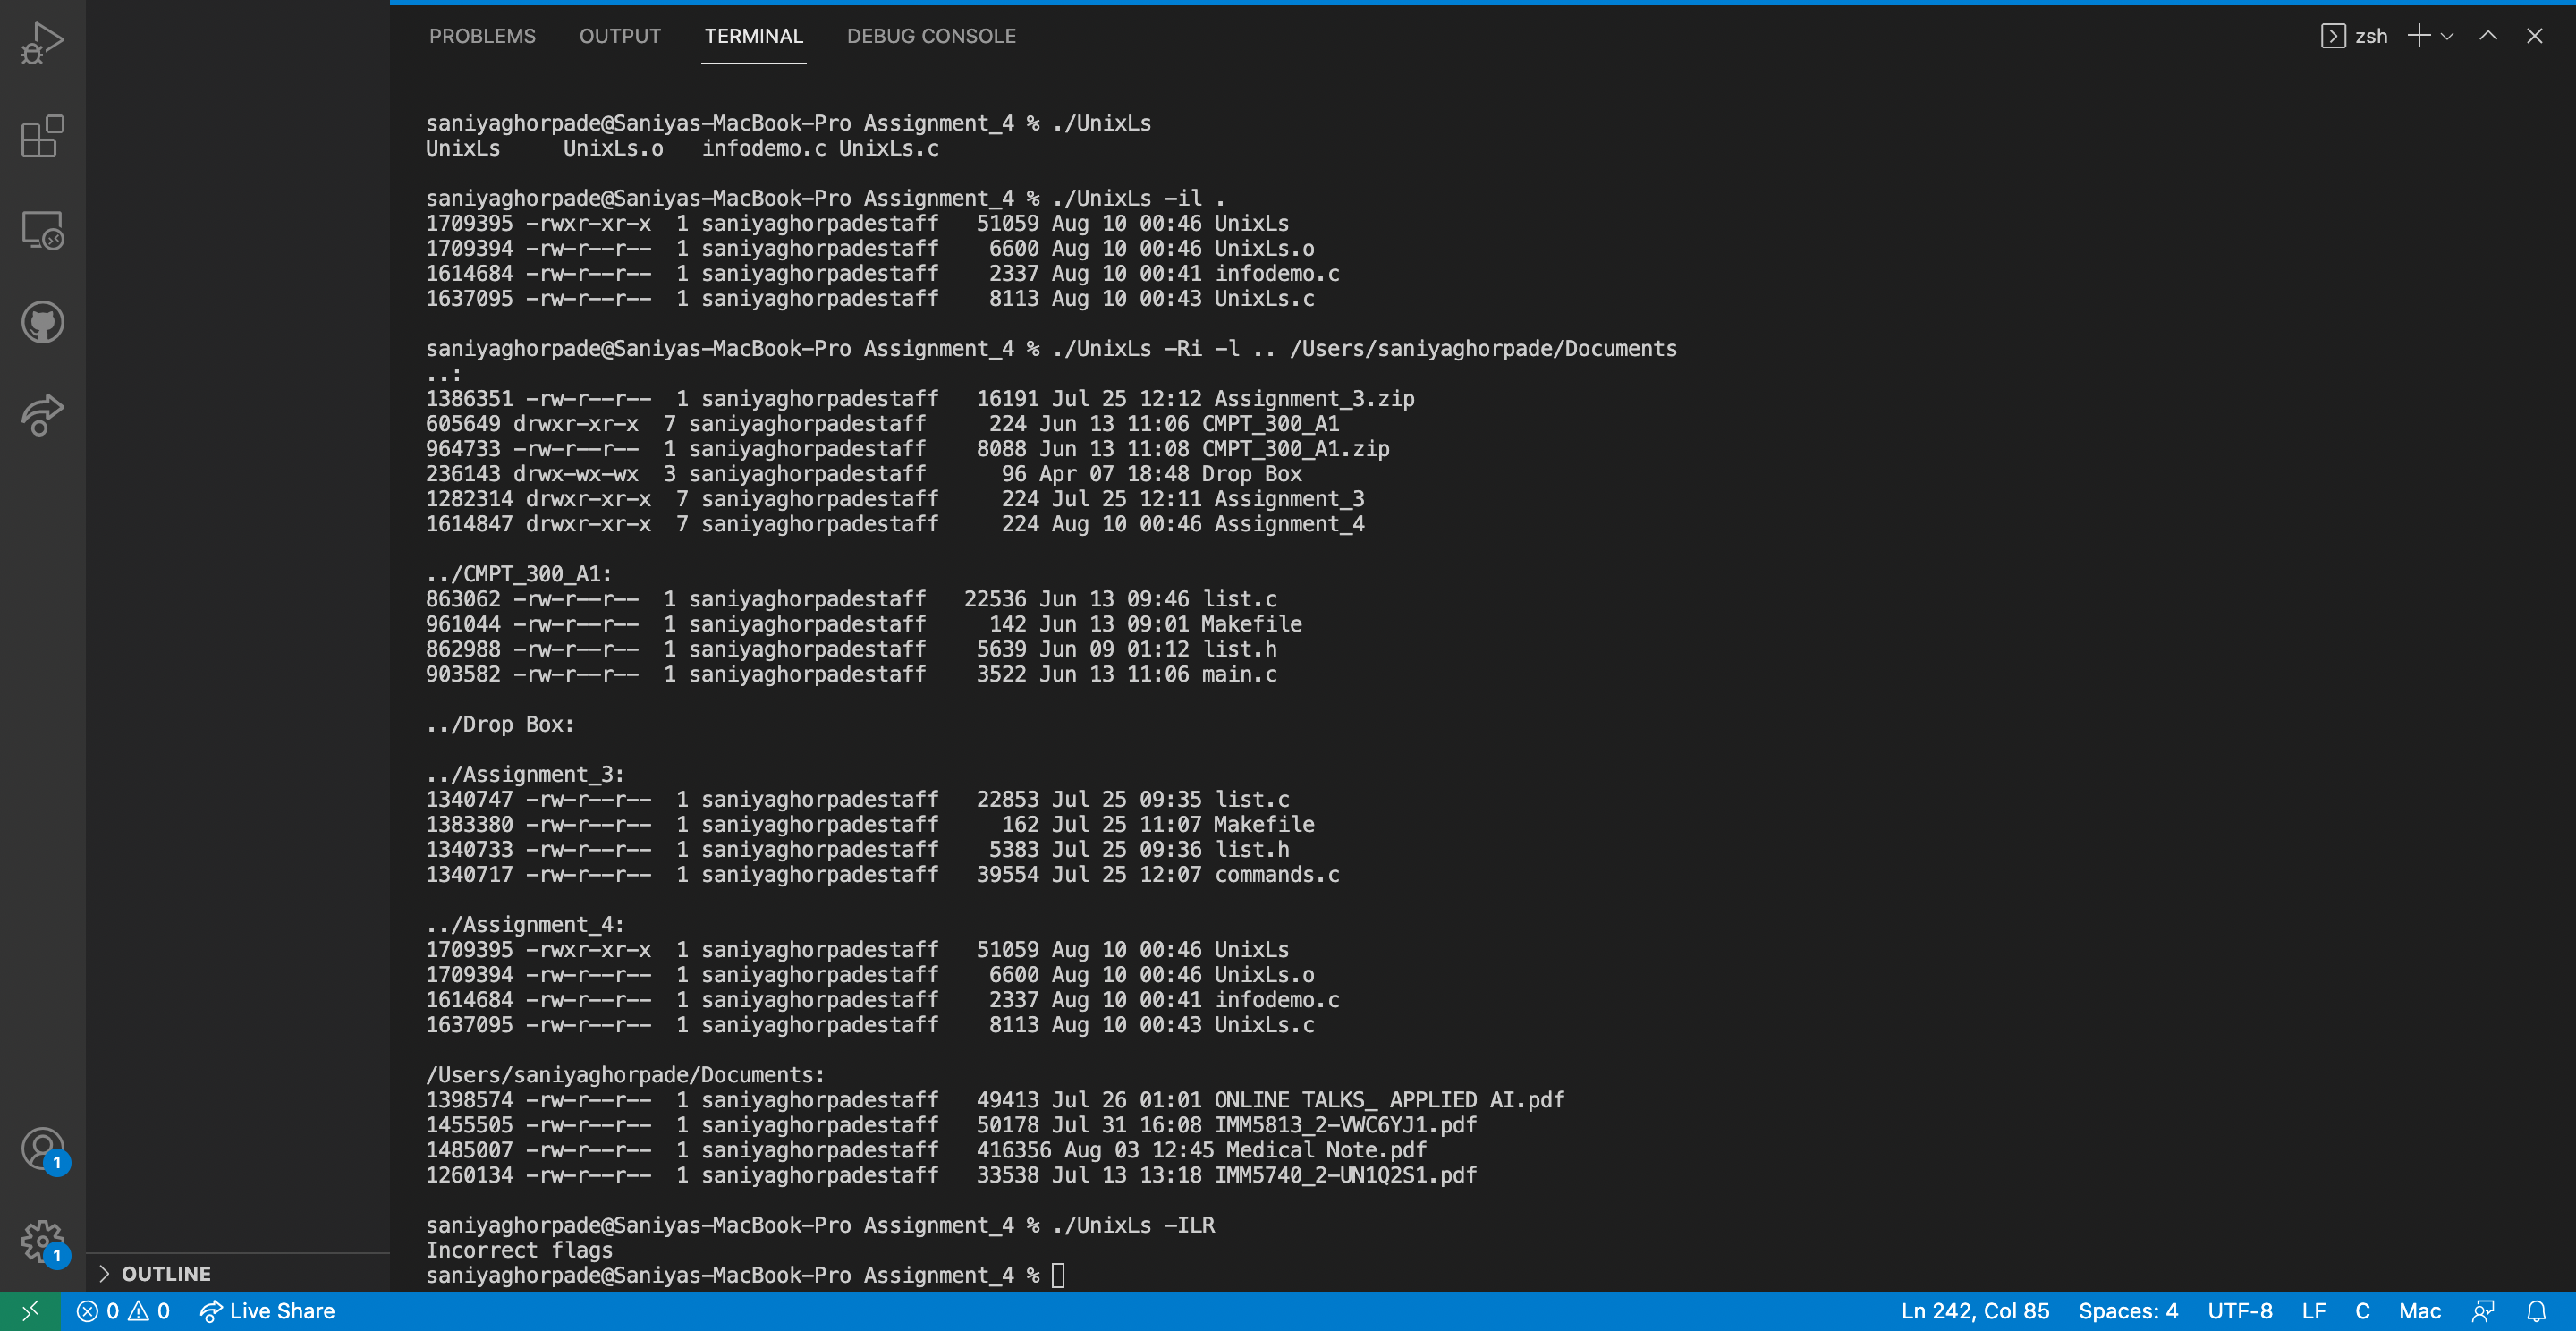 PROBLEMS OUTPUT TERMINAL DEBUG CONSOLE zsh
saniyaghorpade@Saniyas-MacBook-Pro Assignment_4 % ./UnixLs
UnixLs     UnixLs.o   infodemo.c UnixLs.c
saniyaghorpade@Saniyas-MacBook-Pro Assignment_4 % ./UnixLs -il .
1709395 -rwxr-xr-x  1 saniyaghorpadestaff   51059 Aug 10 00:46 UnixLs
1709394 -rw-r--r--  1 saniyaghorpadestaff    6600 Aug 10 00:46 UnixLs.o
1614684 -rw-r--r--  1 saniyaghorpadestaff    2337 Aug 10 00:41 infodemo.c
1637095 -rw-r--r--  1 saniyaghorpadestaff    8113 Aug 10 00:43 UnixLs.c
saniyaghorpade@Saniyas-MacBook-Pro Assignment_4 % ./UnixLs -Ri -l .. /Users/saniyaghorpade/Documents
..:
1386351 -rw-r--r--  1 saniyaghorpadestaff   16191 Jul 25 12:12 Assignment_3.zip
605649 drwxr-xr-x  7 saniyaghorpadestaff     224 Jun 13 11:06 CMPT_300_A1
964733 -rw-r--r--  1 saniyaghorpadestaff    8088 Jun 13 11:08 CMPT_300_A1.zip
236143 drwx-wx-wx  3 saniyaghorpadestaff      96 Apr 07 18:48 Drop Box
1282314 drwxr-xr-x  7 saniyaghorpadestaff     224 Jul 25 12:11 Assignment_3
1614847 drwxr-xr-x  7 saniyaghorpadestaff     224 Aug 10 00:46 Assignment_4
../CMPT_300_A1:
863062 -rw-r--r--  1 saniyaghorpadestaff   22536 Jun 13 09:46 list.c
961044 -rw-r--r--  1 saniyaghorpadestaff     142 Jun 13 09:01 Makefile
862988 -rw-r--r--  1 saniyaghorpadestaff    5639 Jun 09 01:12 list.h
903582 -rw-r--r--  1 saniyaghorpadestaff    3522 Jun 13 11:06 main.c
../Drop Box:
../Assignment_3:
1340747 -rw-r--r--  1 saniyaghorpadestaff   22853 Jul 25 09:35 list.c
1383380 -rw-r--r--  1 saniyaghorpadestaff     162 Jul 25 11:07 Makefile
1340733 -rw-r--r--  1 saniyaghorpadestaff    5383 Jul 25 09:36 list.h
1340717 -rw-r--r--  1 saniyaghorpadestaff   39554 Jul 25 12:07 commands.c
../Assignment_4:
1709395 -rwxr-xr-x  1 saniyaghorpadestaff   51059 Aug 10 00:46 UnixLs
1709394 -rw-r--r--  1 saniyaghorpadestaff    6600 Aug 10 00:46 UnixLs.o
1614684 -rw-r--r--  1 saniyaghorpadestaff    2337 Aug 10 00:41 infodemo.c
1637095 -rw-r--r--  1 saniyaghorpadestaff    8113 Aug 10 00:43 UnixLs.c
/Users/saniyaghorpade/Documents:
1398574 -rw-r--r--  1 saniyaghorpadestaff   49413 Jul 26 01:01 ONLINE TALKS_ APPLIED AI.pdf
1455505 -rw-r--r--  1 saniyaghorpadestaff   50178 Jul 31 16:08 IMM5813_2-VWC6YJ1.pdf
1485007 -rw-r--r--  1 saniyaghorpadestaff   416356 Aug 03 12:45 Medical Note.pdf
1260134 -rw-r--r--  1 saniyaghorpadestaff   33538 Jul 13 13:18 IMM5740_2-UN1Q2S1.pdf
saniyaghorpade@Saniyas-MacBook-Pro Assignment_4 % ./UnixLs -ILR
Incorrect flags
saniyaghorpade@Saniyas-MacBook-Pro Assignment_4 %
1
1
OUTLINE
0 0 Live Share Ln 242, Col 85 Spaces: 4 UTF-8 LF C Mac